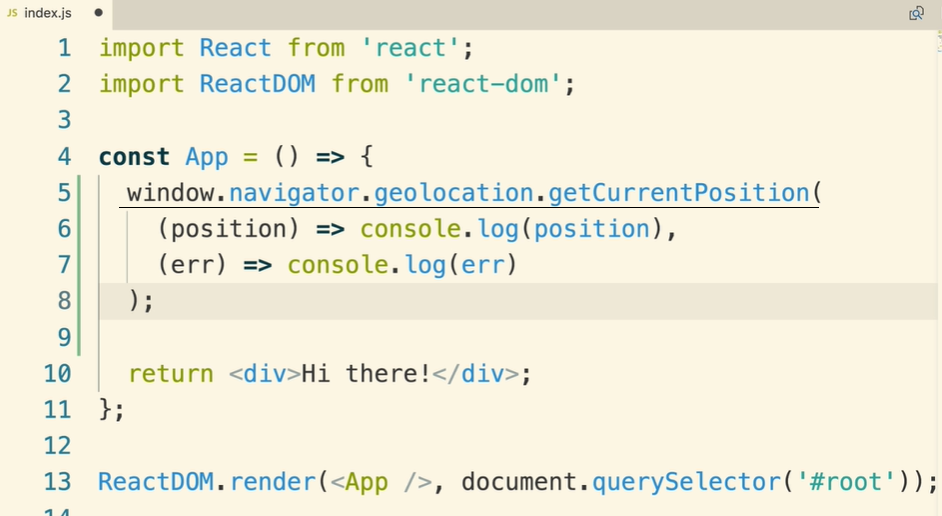 JS index.js ●
1 import React from 'react';
2 import ReactDOM from 'react-dom';
3
4 const App = () => {
5   window.navigator.geolocation.getCurrentPosition(
6     (position) => console.log(position),
7     (err) => console.log(err)
8   );
9
10   return <div>Hi there!</div>;
11 };
12
13 ReactDOM.render(<App />, document.querySelector('#root'));
14